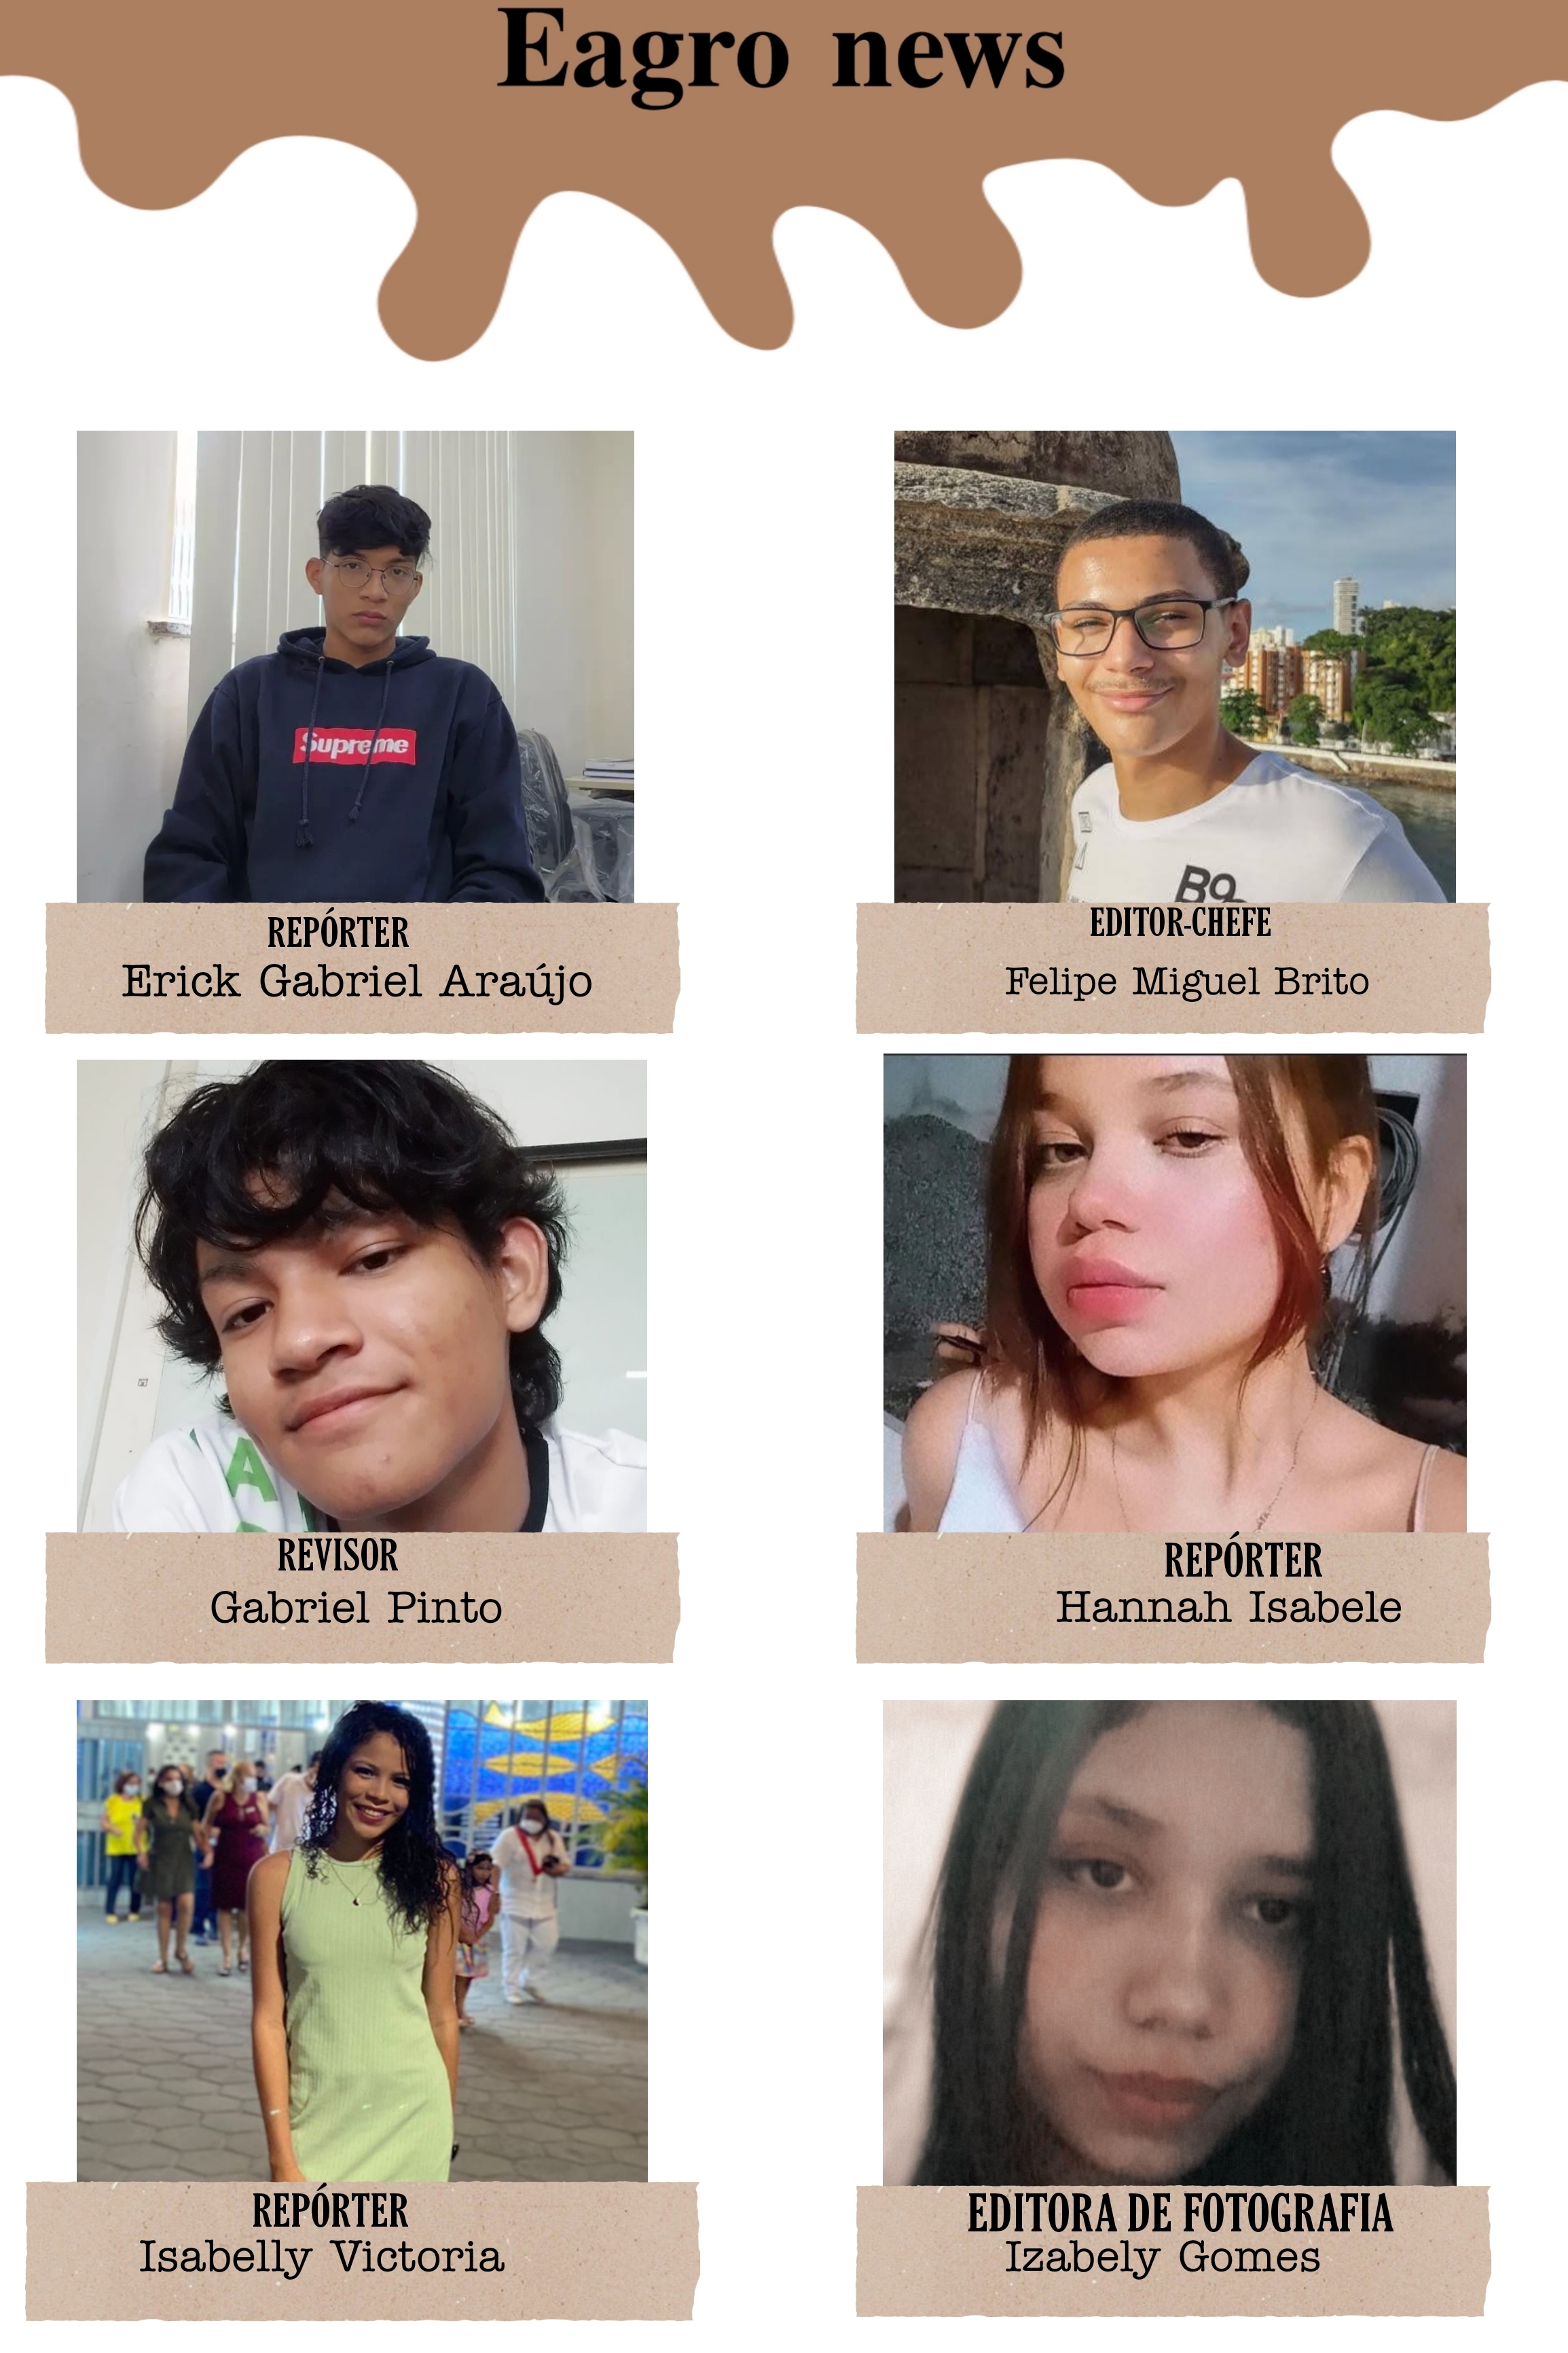 Eagro news
Supreme
REPÓRTER
Erick Gabriel Araújo
EDITOR-CHEFE
Felipe Miguel Brito
REVISOR
Gabriel Pinto
REPÓRTER
Hannah Isabele
REPÓRTER
Isabelly Victoria
EDITORA DE FOTOGRAFIA
Izabely Gomes